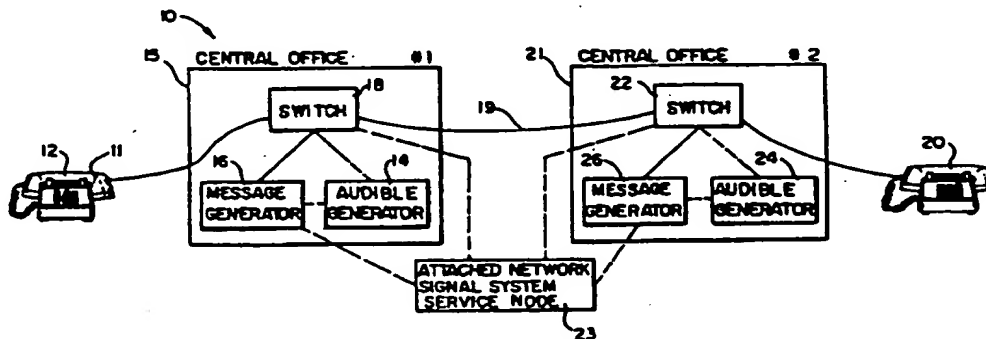 10
15
CENTRAL OFFICE #1
18
SWITCH
19
21
CENTRAL OFFICE #2
22
SWITCH
12
11
16
MESSAGE
GENERATOR
14
AUDIBLE
GENERATOR
26
MESSAGE
GENERATOR
24
AUDIBLE
GENERATOR
20
ATTACHED NETWORK
SIGNAL SYSTEM
SERVICE NODE
23